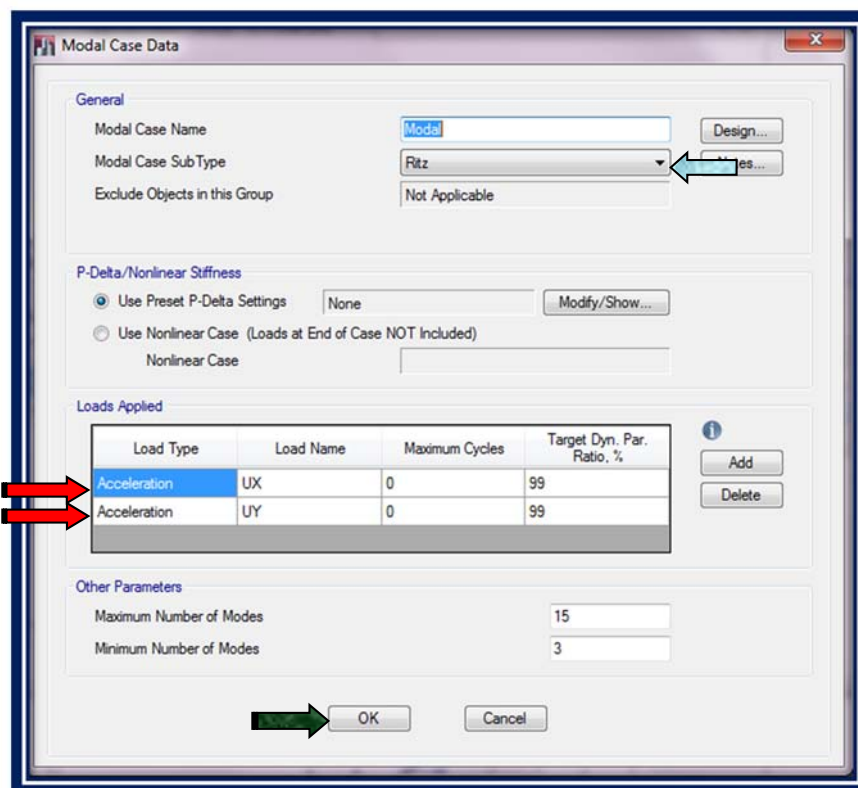 Modal Case Data
General
Modal Case Name Modal Design...
Modal Case SubType Ritz
Exclude Objects in this Group Not Applicable
P-Delta/Nonlinear Stiffness
Use Preset P-Delta Settings None Modify/Show...
Use Nonlinear Case (Loads at End of Case NOT Included)
Nonlinear Case
Loads Applied
Load Type Load Name Maximum Cycles Target Dyn. Par. Ratio, %
Acceleration UX 0 99
Acceleration UY 0 99
Add
Delete
Other Parameters
Maximum Number of Modes 15
Minimum Number of Modes 3
OK Cancel